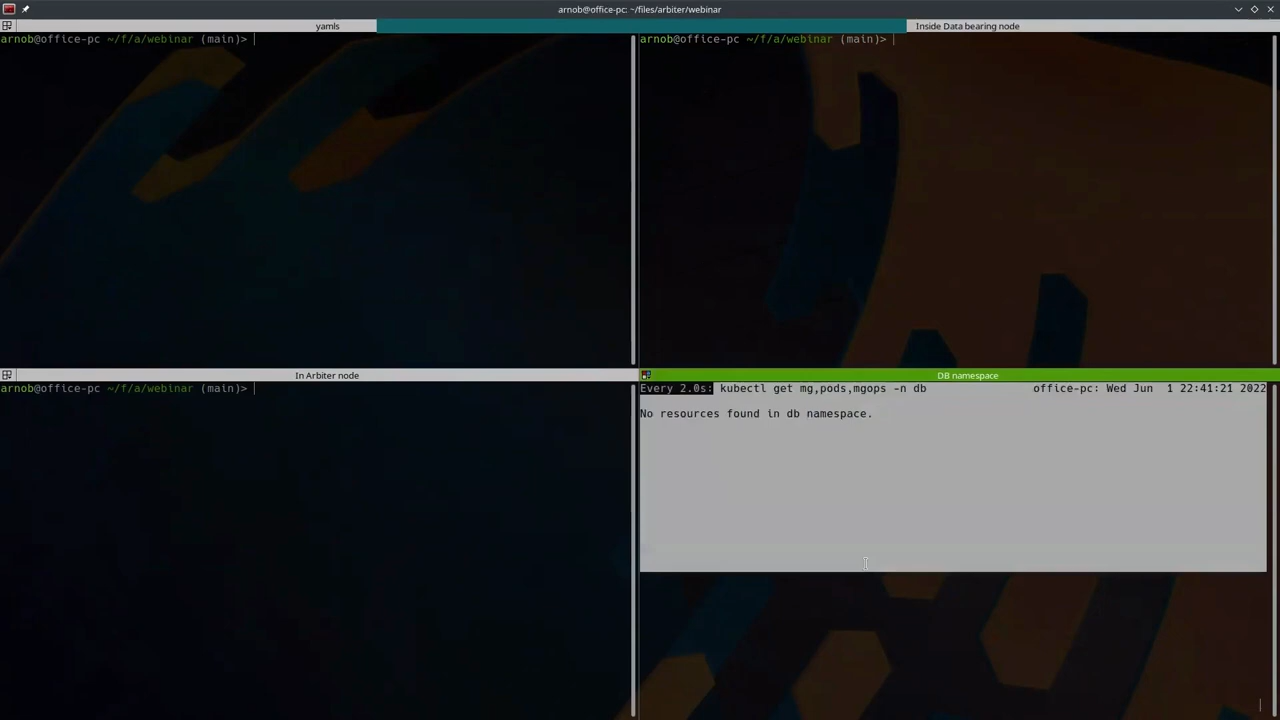 arnob@office-pc: ~/files/arbiter/webinar
yamls
Inside Data bearing node
arnob@office-pc ~/f/a/webinar (main)>
arnob@office-pc ~/f/a/webinar (main)>
In Arbiter node
DB namespace
arnob@office-pc ~/f/a/webinar (main)>
Every 2.0s: kubectl get mg,pods,mgops -n db office-pc: Wed Jun 1 22:41:21 2022
No resources found in db namespace.